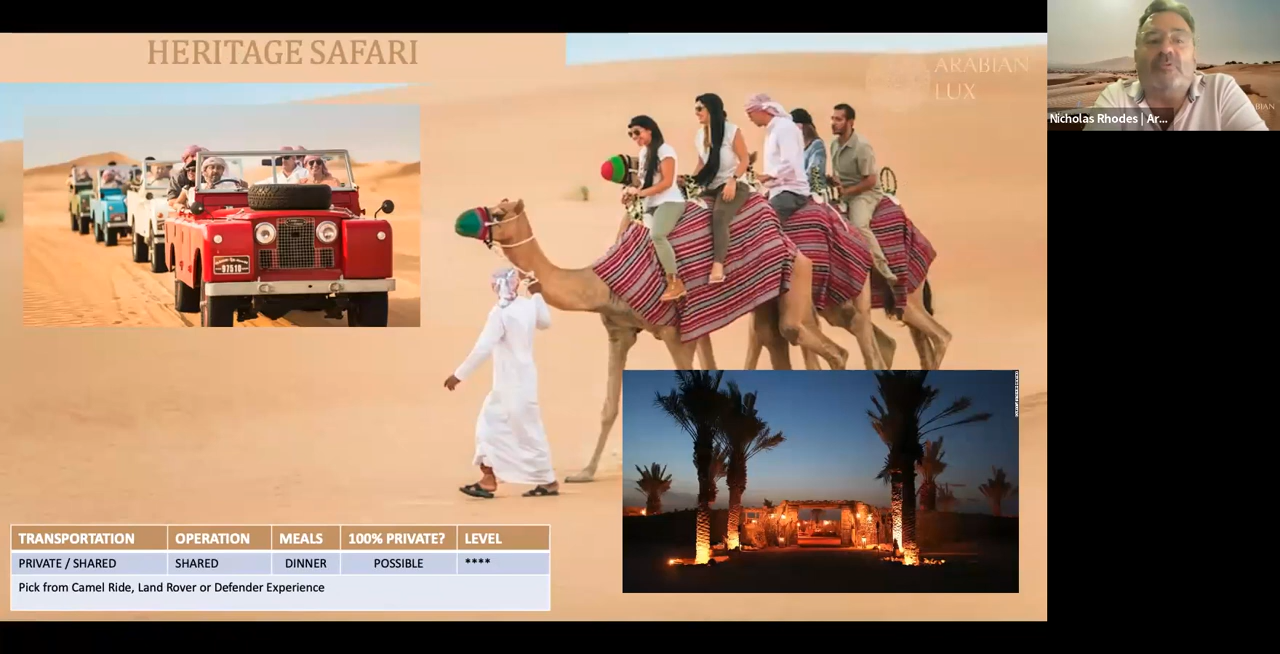 HERITAGE SAFARI
ARABIAN
LUX
Nicholas Rhodes | Ar...
97510
TRANSPORTATION OPERATION MEALS 100% PRIVATE? LEVEL
PRIVATE / SHARED SHARED DINNER POSSIBLE ****
Pick from Camel Ride, Land Rover or Defender Experience